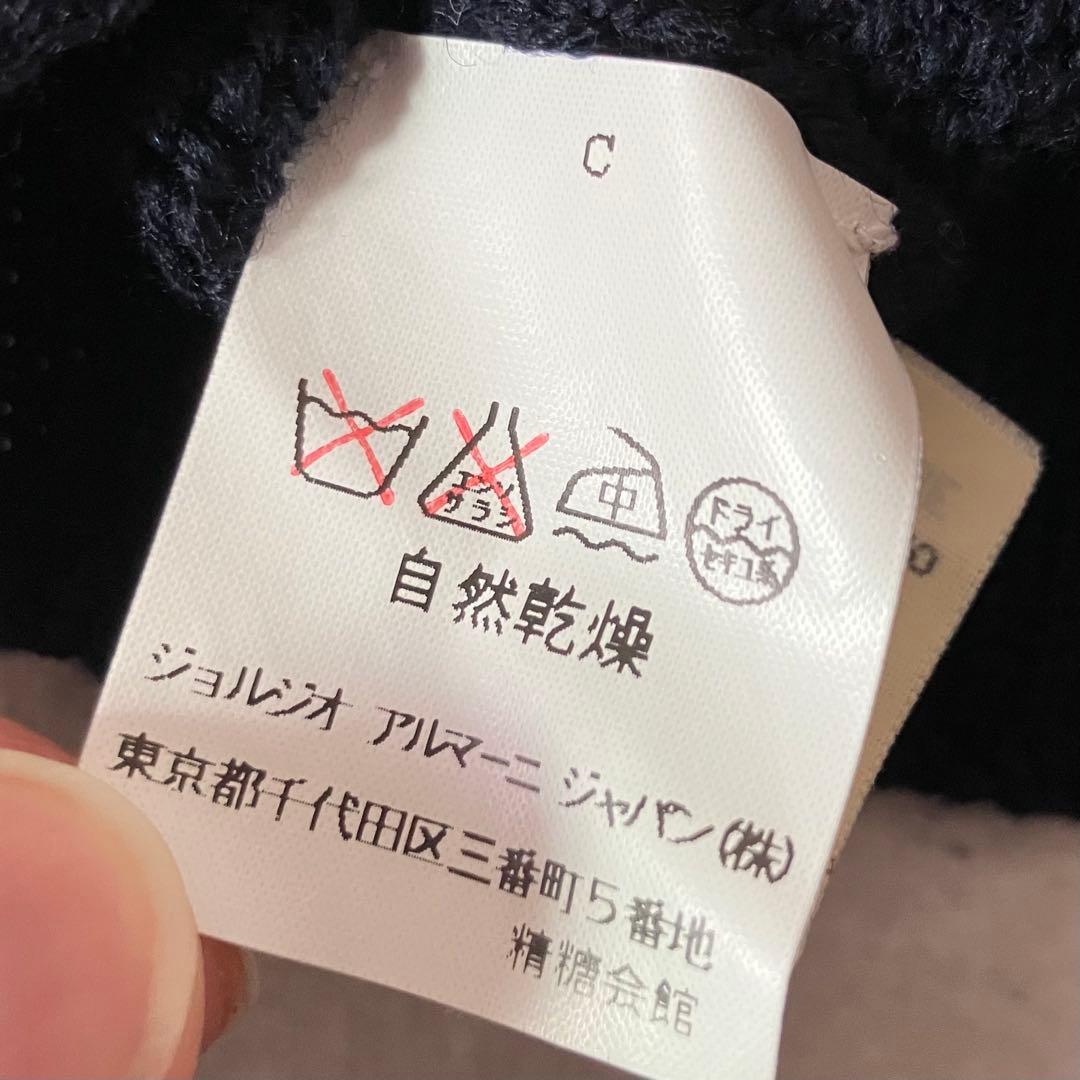 C
エンソ
サラシ
中
ドライ
セキユ系
自然乾燥
ジョルジオ アルマーニ ジャパン(株)
東京都千代田区三番町5番地
精糖会館